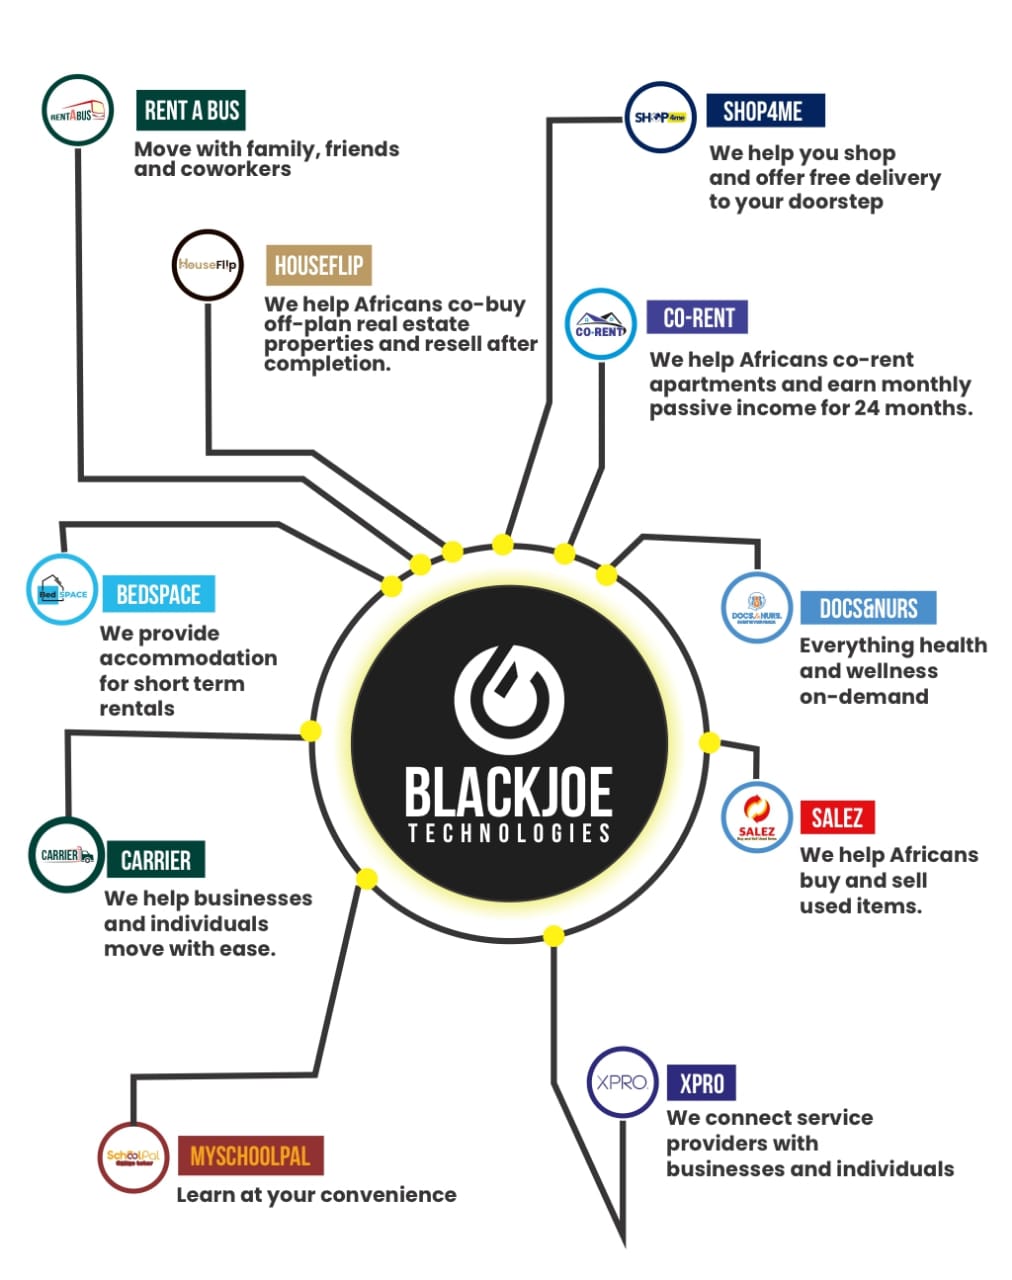 RENTABUS
RENT A BUS
Move with family, friends
and coworkers
SHOP4me
SHOP4ME
We help you shop
and offer free delivery
to your doorstep
HouseFlip
HOUSEFLIP
We help Africans co-buy
off-plan real estate
properties and resell after
completion.
CO-RENT
CO-RENT
We help Africans co-rent
apartments and earn monthly
passive income for 24 months.
Bed SPACE
BEDSPACE
We provide
accommodation
for short term
rentals
DOCS.&NURS.
DOCS&NURS
Everything health
and wellness
on-demand
BLACKJOE
TECHNOLOGIES
SALEZ
Buy and Sell Used Items
SALEZ
We help Africans
buy and sell
used items.
CARRIER
CARRIER
We help businesses
and individuals
move with ease.
XPRO.
XPRO
We connect service
providers with
businesses and individuals
SchoolPal
MYSCHOOLPAL
Learn at your convenience